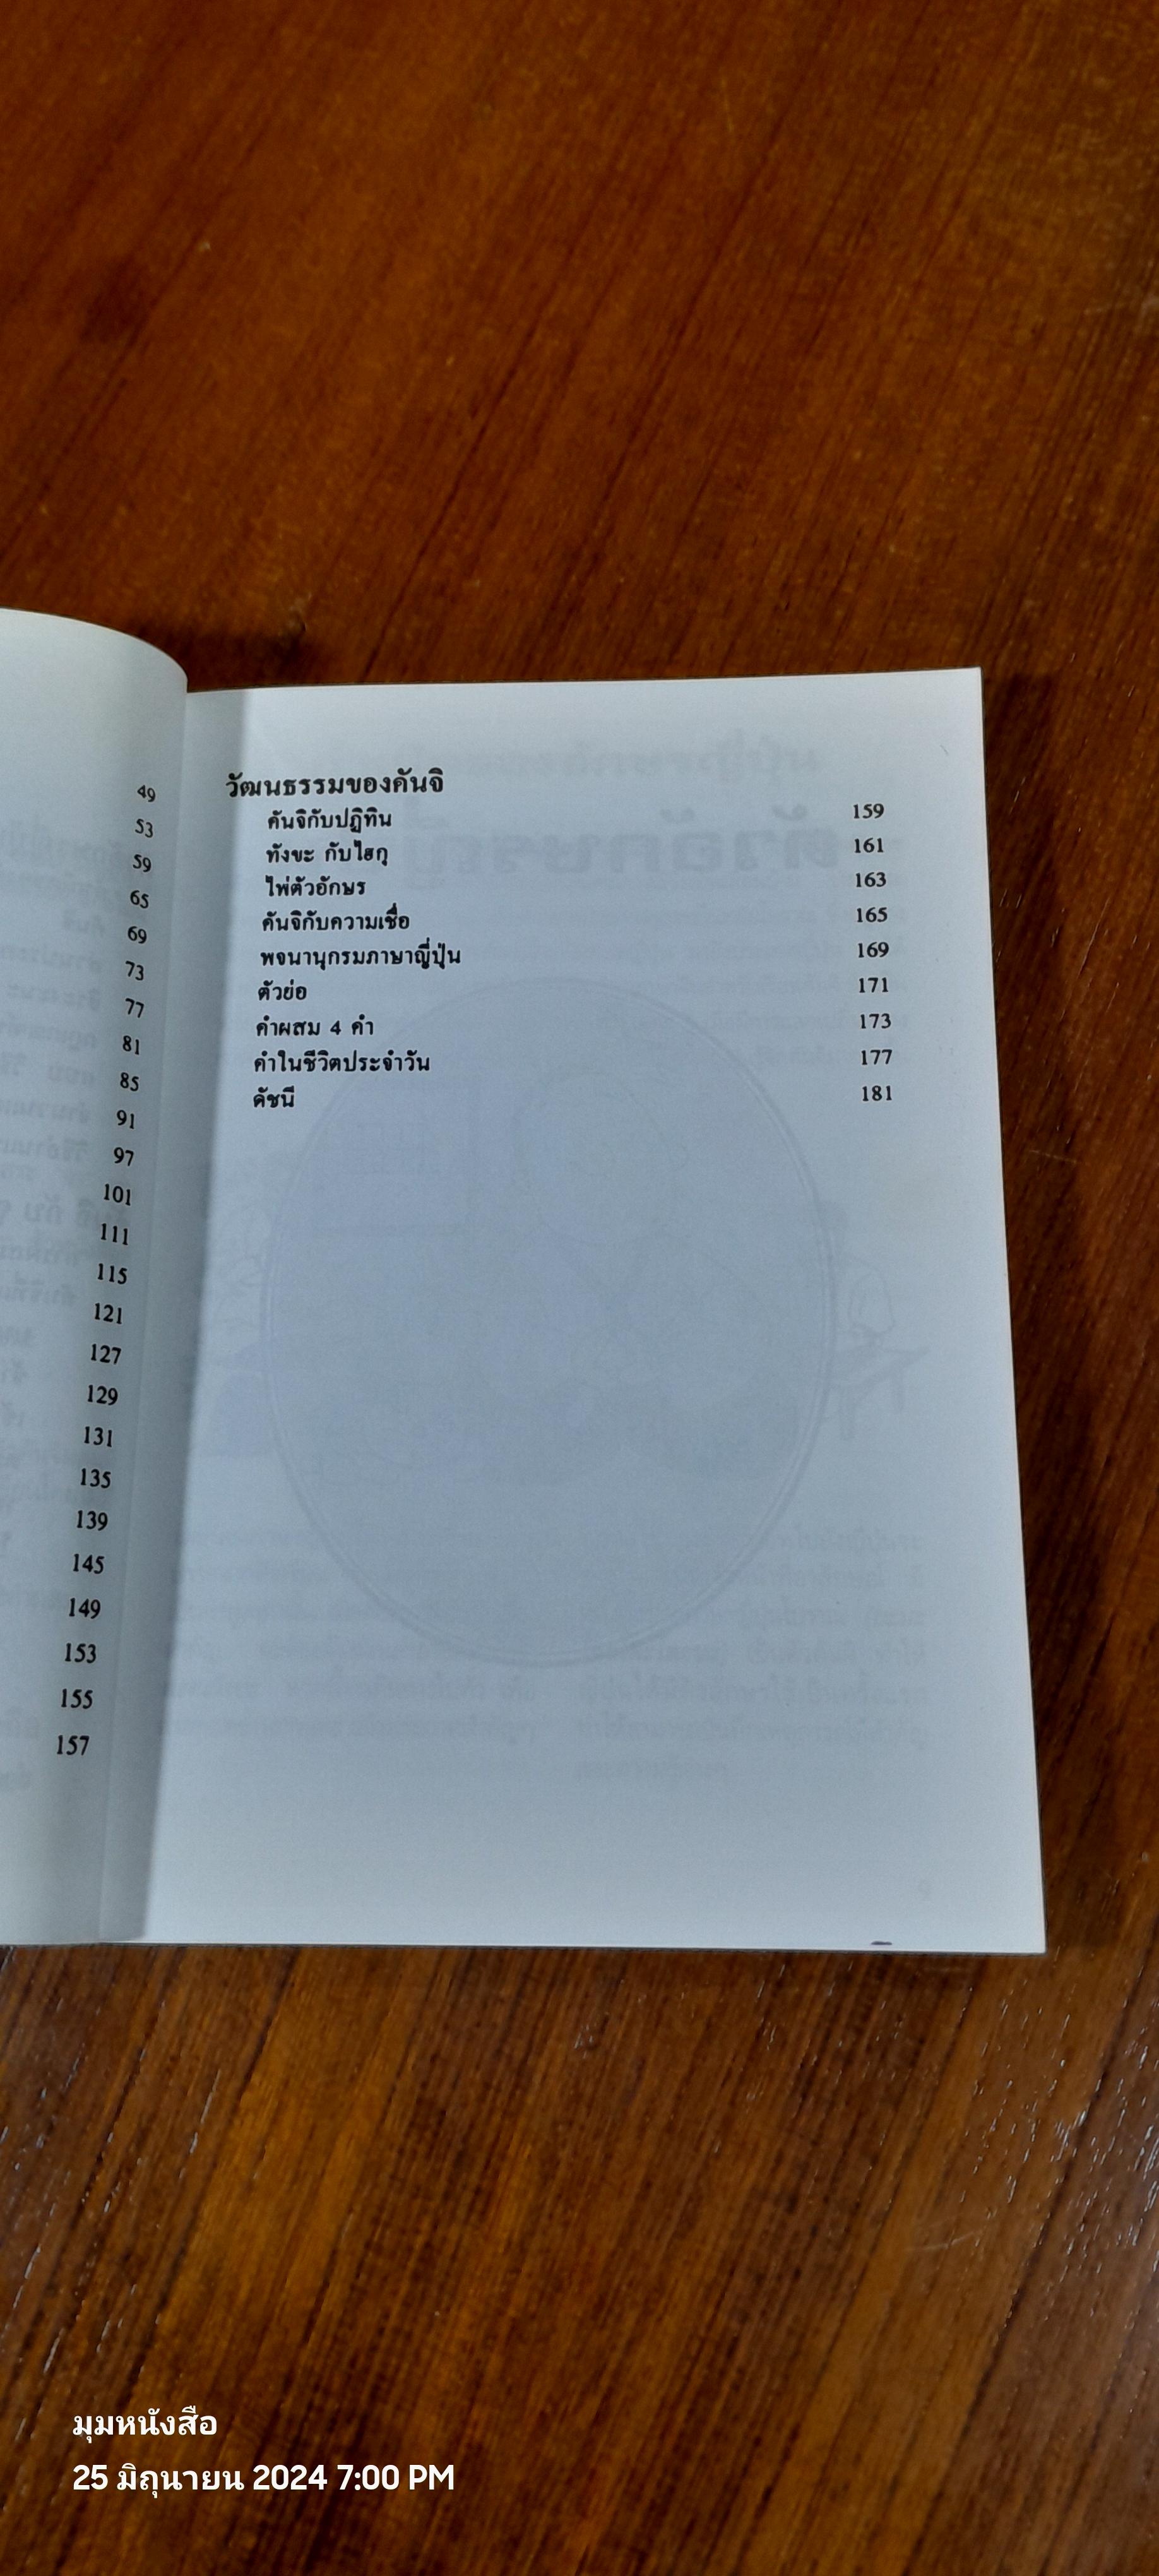 49
53
59
65
69
73
77
81
85
91
97
101
111
115
121
127
129
131
135
139
145
149
153
155
157
วัฒนธรรมของคันจิ
คันจิกับปฏิทิน 159
ทังขะ กับไฮกุ 161
ไพ่ตัวอักษร 163
คันจิกับความเชื่อ 165
พจนานุกรมภาษาญี่ปุ่น 169
ตัวย่อ 171
คำผสม 4 คำ 173
คำในชีวิตประจำวัน 177
ดัชนี 181
มุมหนังสือ
25 มิถุนายน 2024 7:00 PM